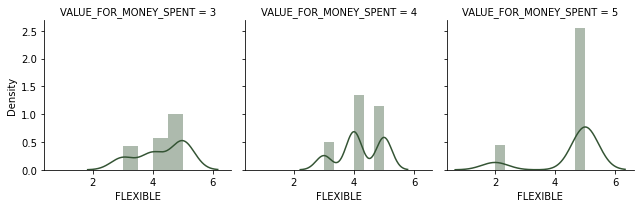 VALUE_FOR_MONEY_SPENT = 3
VALUE_FOR_MONEY_SPENT = 4
VALUE_FOR_MONEY_SPENT = 5
Density
2.5
2.0
1.5
1.0
0.5
0.0
2 4 6
2 4 6
2 4 6
FLEXIBLE
FLEXIBLE
FLEXIBLE